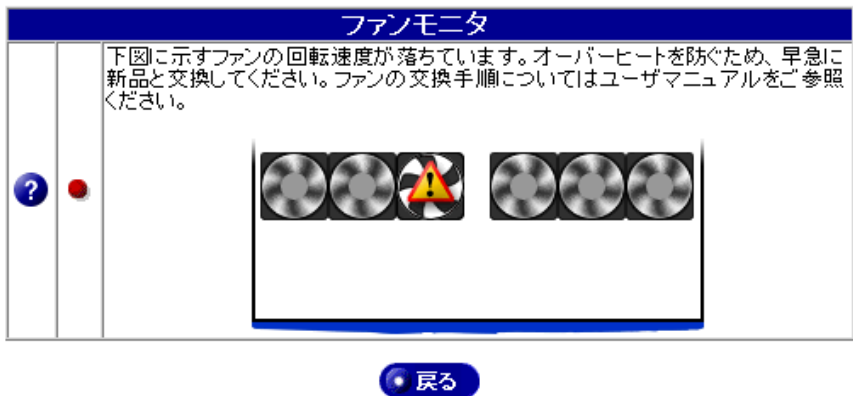 ファンモニタ
下図に示すファンの回転速度が落ちています。オーバーヒートを防ぐため、早急に
新品と交換してください。ファンの交換手順についてはユーザマニュアルをご参照
ください。
?
!
戻る